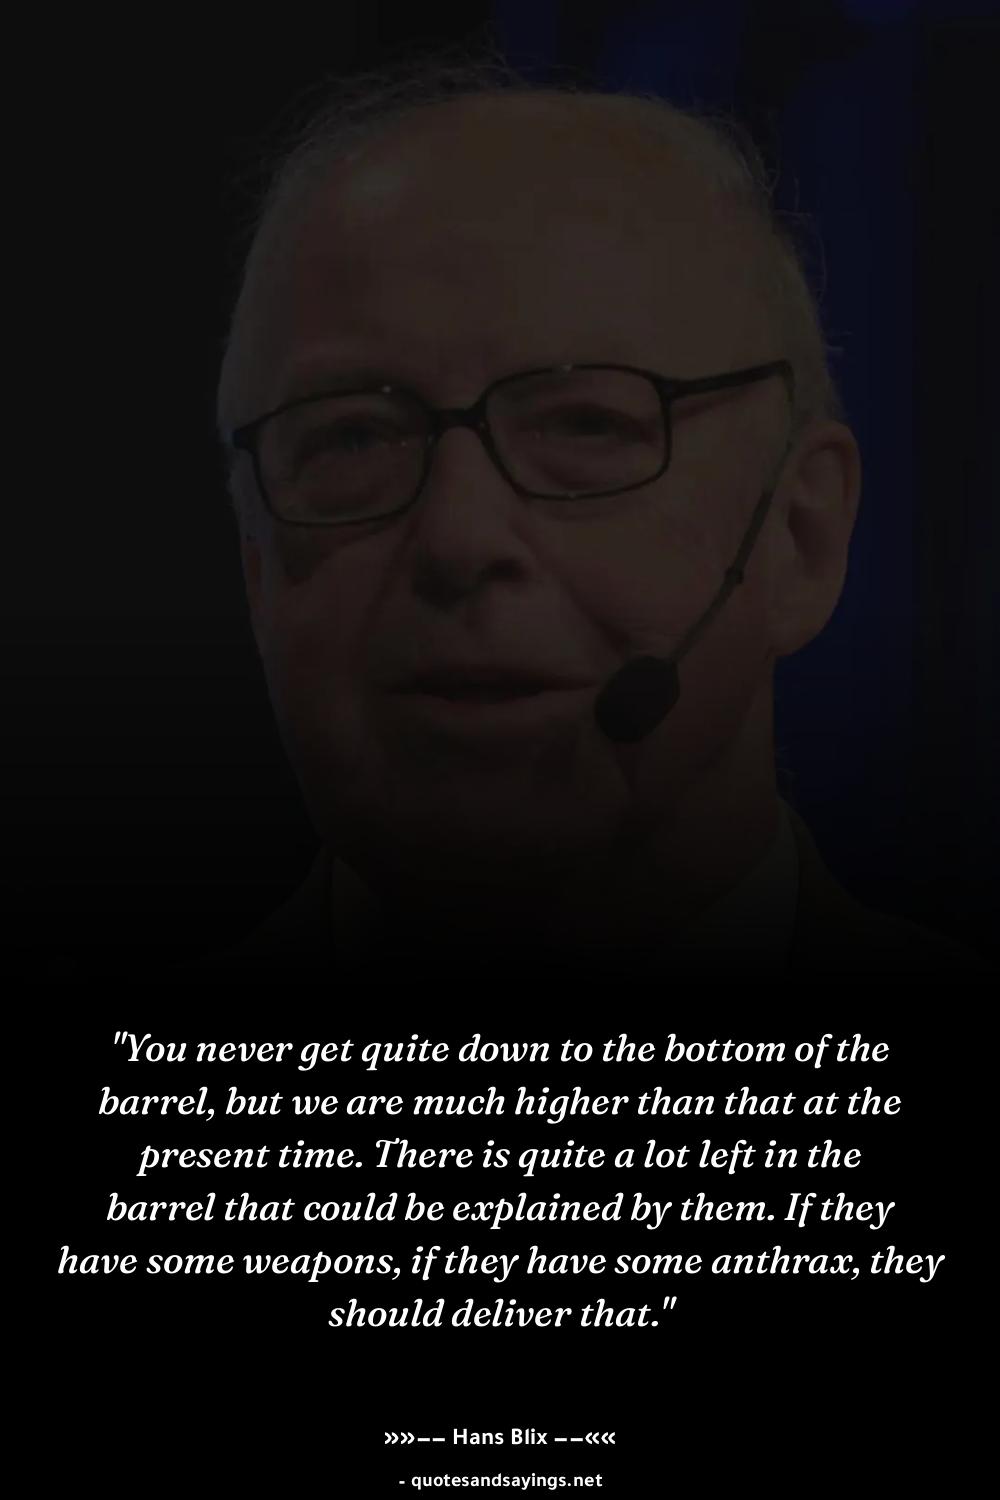 "You never get quite down to the bottom of the
barrel, but we are much higher than that at the
present time. There is quite a lot left in the
barrel that could be explained by them. If they
have some weapons, if they have some anthrax, they
should deliver that."
»»–– Hans Blix ––««
- quotesandsayings.net